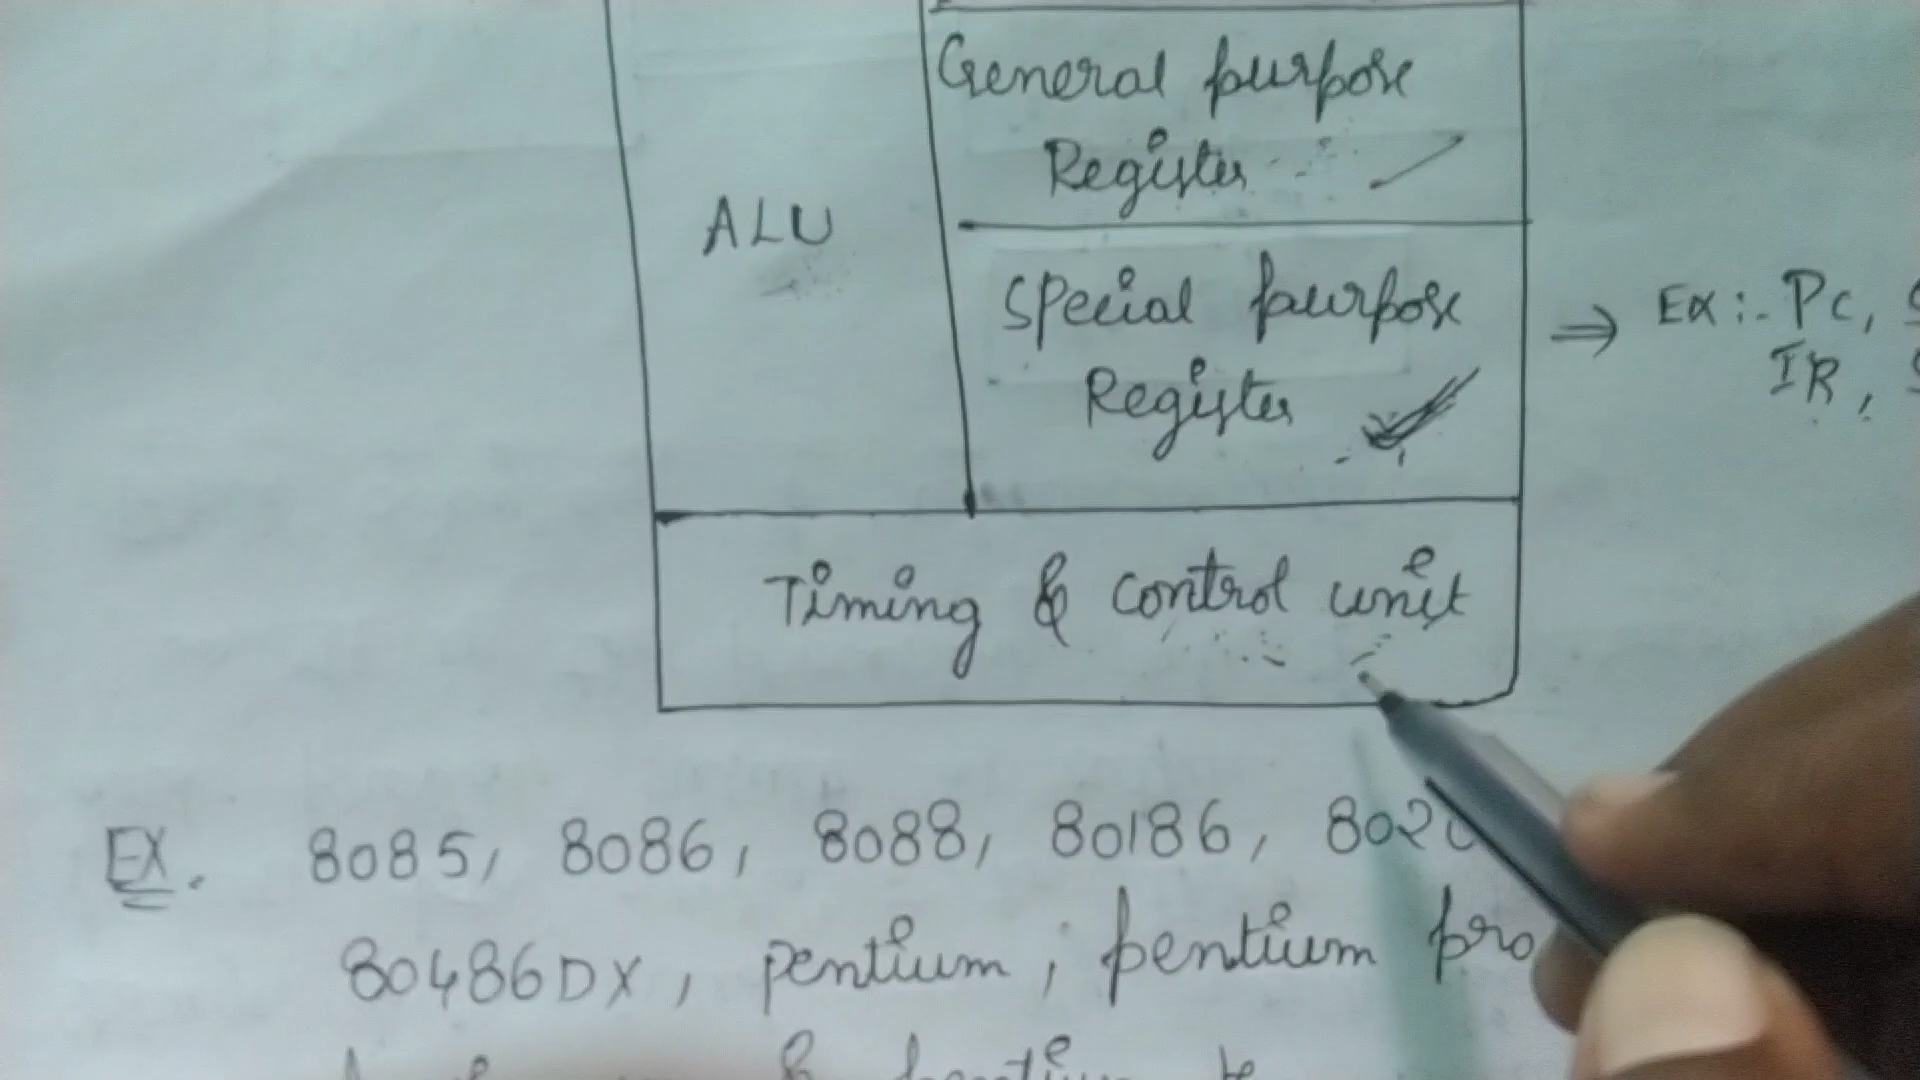 General purpose
Register
ALU
Special purpose
Register
⇒ Ex:- PC,
IR,
Timing & control unit
EX. 8085, 8086, 8088, 80186,
80486DX, pentium, pentium pro
&